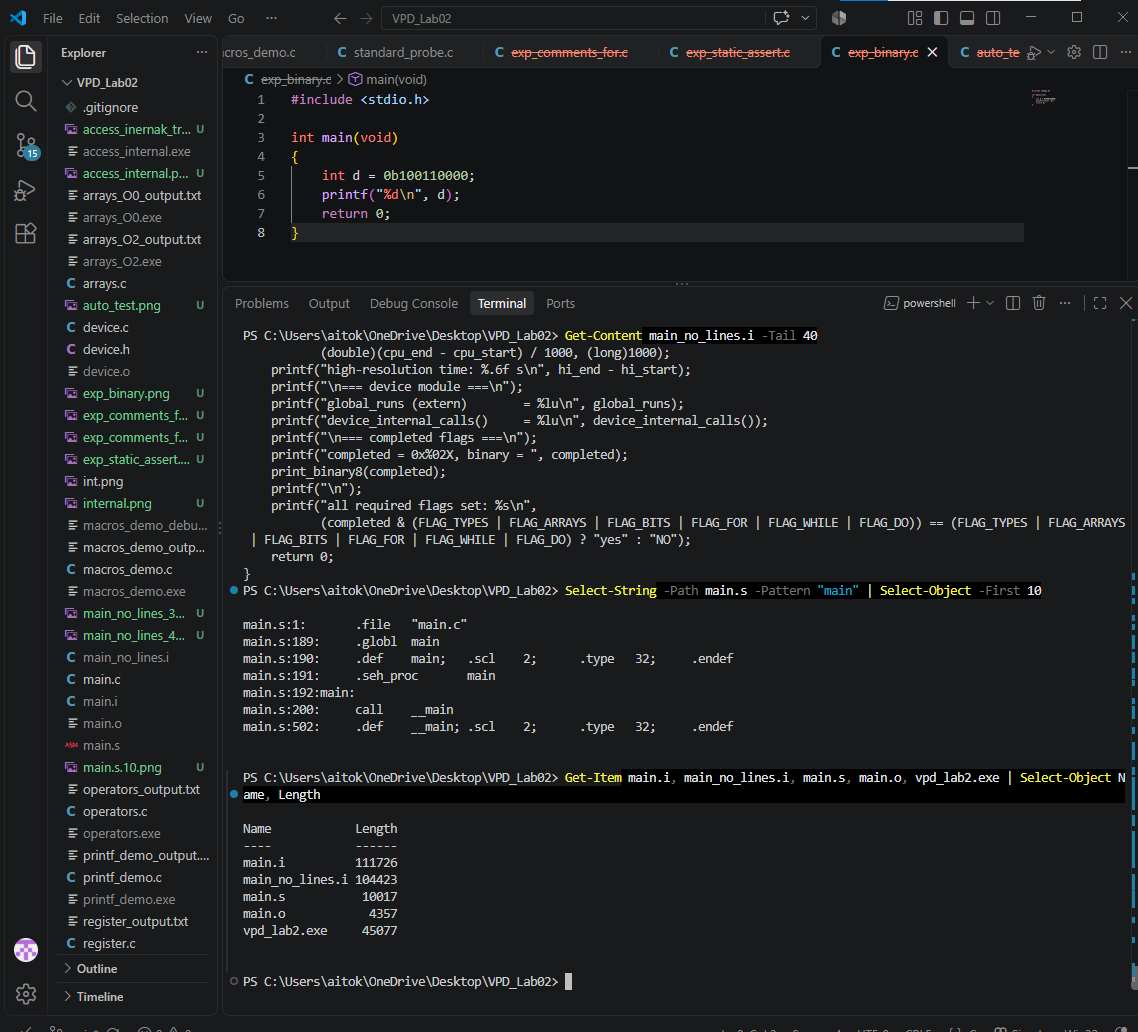 File Edit Selection View Go ··· VPD_Lab02
Explorer ···
VPD_Lab02
.gitignore
access_inernak_tr... U
access_internal.exe
access_internal.p... U
arrays_O0_output.txt
arrays_O0.exe
arrays_O2_output.txt
arrays_O2.exe
arrays.c
auto_test.png U
device.c
device.h
device.o
exp_binary.png U
exp_comments_f... U
exp_comments_f... U
exp_static_assert.... U
int.png
internal.png U
macros_demo_debu...
macros_demo_outp...
macros_demo.c
macros_demo.exe
main_no_lines_3... U
main_no_lines_4... U
main_no_lines.i
main.c
main.i
main.o
main.s
main.s.10.png U
operators_output.txt
operators.c
operators.exe
printf_demo_output....
printf_demo.c
printf_demo.exe
register_output.txt
register.c
Outline
Timeline
15
ASM
acros_demo.c C standard_probe.c C exp_comments_for.c C exp_static_assert.c C exp_binary.c C auto_te
C exp_binary.c > main(void)
1 #include <stdio.h>
2
3 int main(void)
4 {
5 int d = 0b100110000;
6 printf("%d\n", d);
7 return 0;
8 }
Problems Output Debug Console Terminal Ports powershell
PS C:\Users\aitok\OneDrive\Desktop\VPD_Lab02> Get-Content main_no_lines.i -Tail 40
(double)(cpu_end - cpu_start) / 1000, (long)1000);
printf("high-resolution time: %.6f s\n", hi_end - hi_start);
printf("\n=== device module ===\n");
printf("global_runs (extern) = %lu\n", global_runs);
printf("device_internal_calls() = %lu\n", device_internal_calls());
printf("\n=== completed flags ===\n");
printf("completed = 0x%02X, binary = ", completed);
print_binary8(completed);
printf("\n");
printf("all required flags set: %s\n",
(completed & (FLAG_TYPES | FLAG_ARRAYS | FLAG_BITS | FLAG_FOR | FLAG_WHILE | FLAG_DO)) == (FLAG_TYPES | FLAG_ARRAYS
| FLAG_BITS | FLAG_FOR | FLAG_WHILE | FLAG_DO) ? "yes" : "NO");
return 0;
}
PS C:\Users\aitok\OneDrive\Desktop\VPD_Lab02> Select-String -Path main.s -Pattern "main" | Select-Object -First 10
main.s:1: .file "main.c"
main.s:189: .globl main
main.s:190: .def main; .scl 2; .type 32; .endef
main.s:191: .seh_proc main
main.s:192:main:
main.s:200: call __main
main.s:502: .def __main; .scl 2; .type 32; .endef
PS C:\Users\aitok\OneDrive\Desktop\VPD_Lab02> Get-Item main.i, main_no_lines.i, main.s, main.o, vpd_lab2.exe | Select-Object N
ame, Length
Name Length
---- ------
main.i 111726
main_no_lines.i 104423
main.s 10017
main.o 4357
vpd_lab2.exe 45077
PS C:\Users\aitok\OneDrive\Desktop\VPD_Lab02>